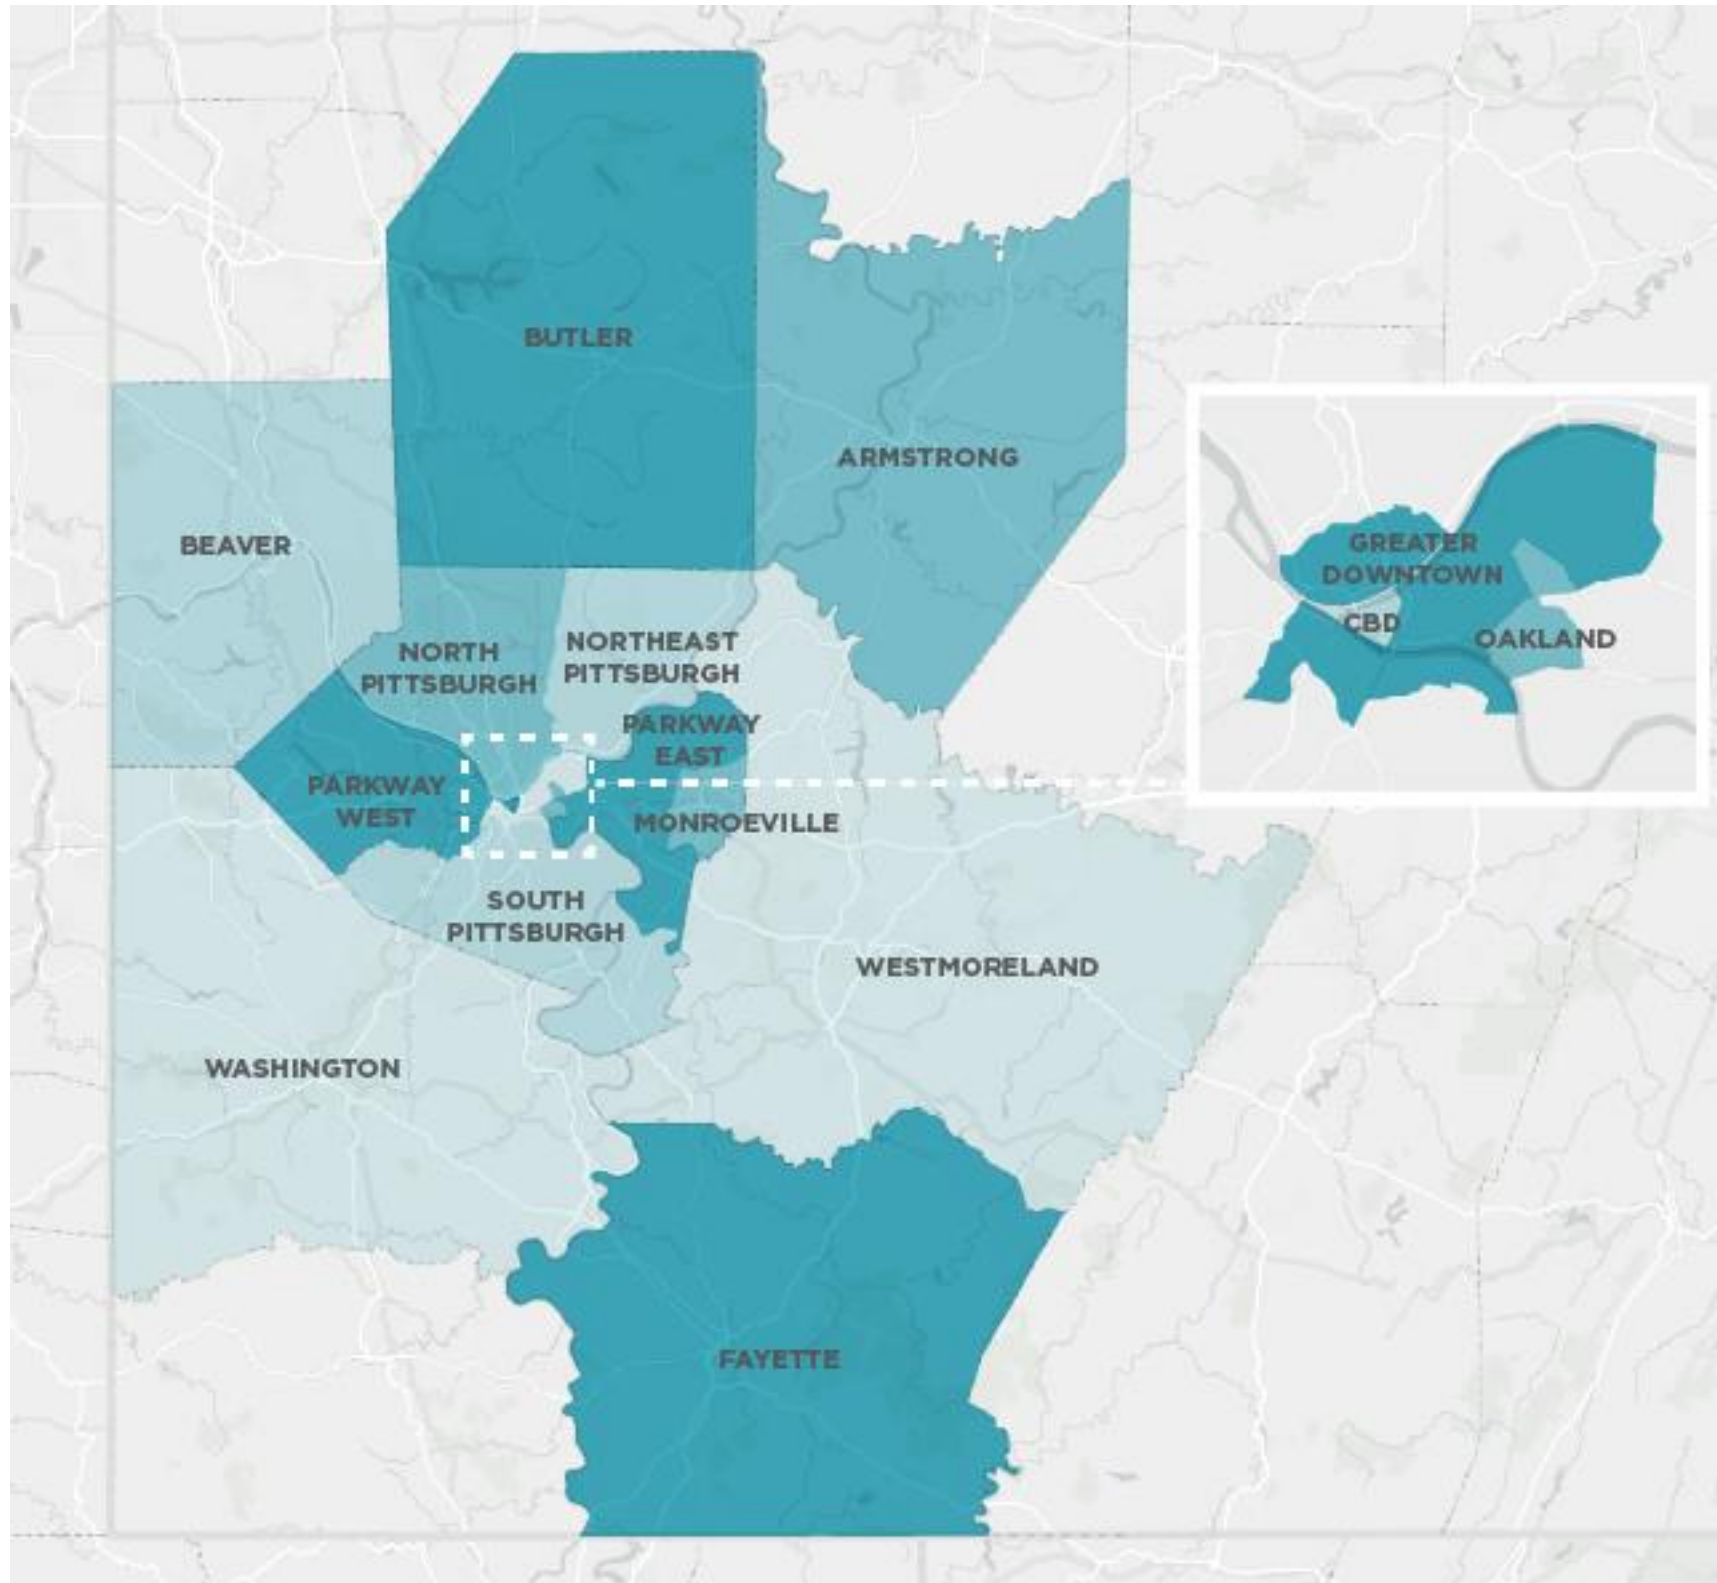 BUTLER
ARMSTRONG
BEAVER
GREATER
DOWNTOWN
CBD
OAKLAND
NORTH
PITTSBURGH
NORTHEAST
PITTSBURGH
PARKWAY
EAST
PARKWAY
WEST
MONROEVILLE
SOUTH
PITTSBURGH
WESTMORELAND
WASHINGTON
FAYETTE